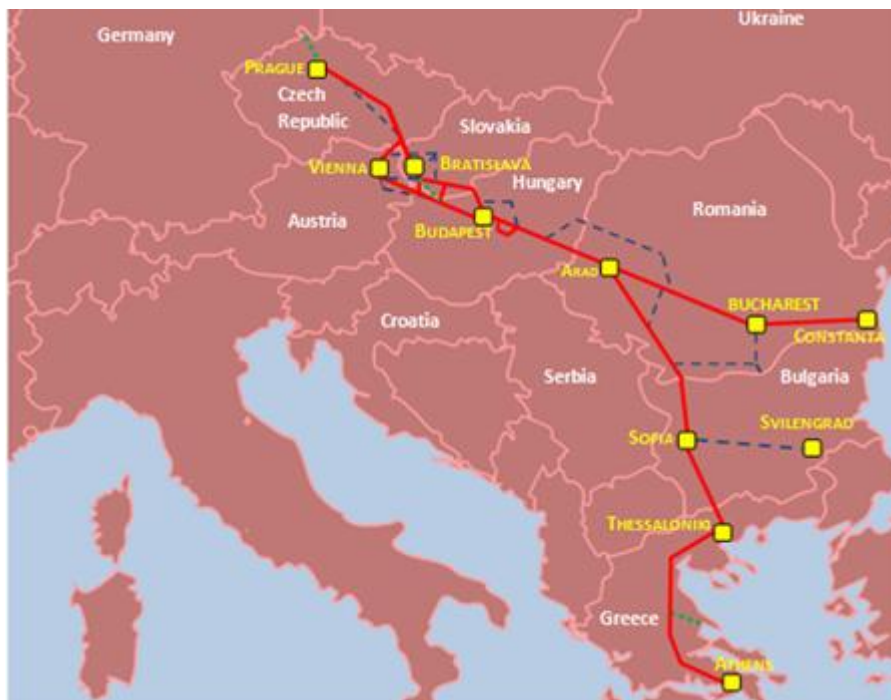 Ukraine
Germany
PRAGUE
Czech
Republic
Slovakia
VIENNA
BRATISLAVA
Hungary
Austria
BUDAPEST
Romania
ARAD
BUCHAREST
CONSTANTA
Croatia
Serbia
Bulgaria
SOFIA
SVILENGRAD
THESSALONIKI
Greece
ATHENS